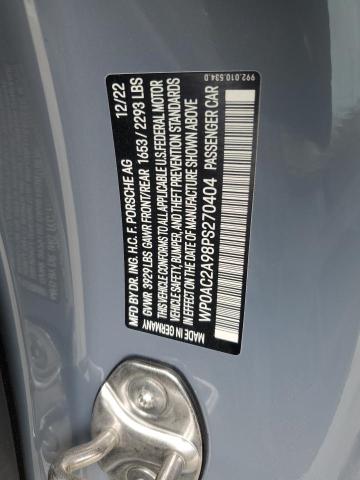 MFD BY DR. ING. H.C. F. PORSCHE AG 12/22
GVWR 3929 LBS GAWR FRONT/REAR 1653 / 2293 LBS
THIS VEHICLE CONFORMS TO ALL APPLICABLE U.S. FEDERAL MOTOR
VEHICLE SAFETY, BUMPER, AND THEFT PREVENTION STANDARDS
IN EFFECT ON THE DATE OF MANUFACTURE SHOWN ABOVE
WP0AC2A98PS270404 PASSENGER CAR
MADE IN GERMANY
992.010.534.0